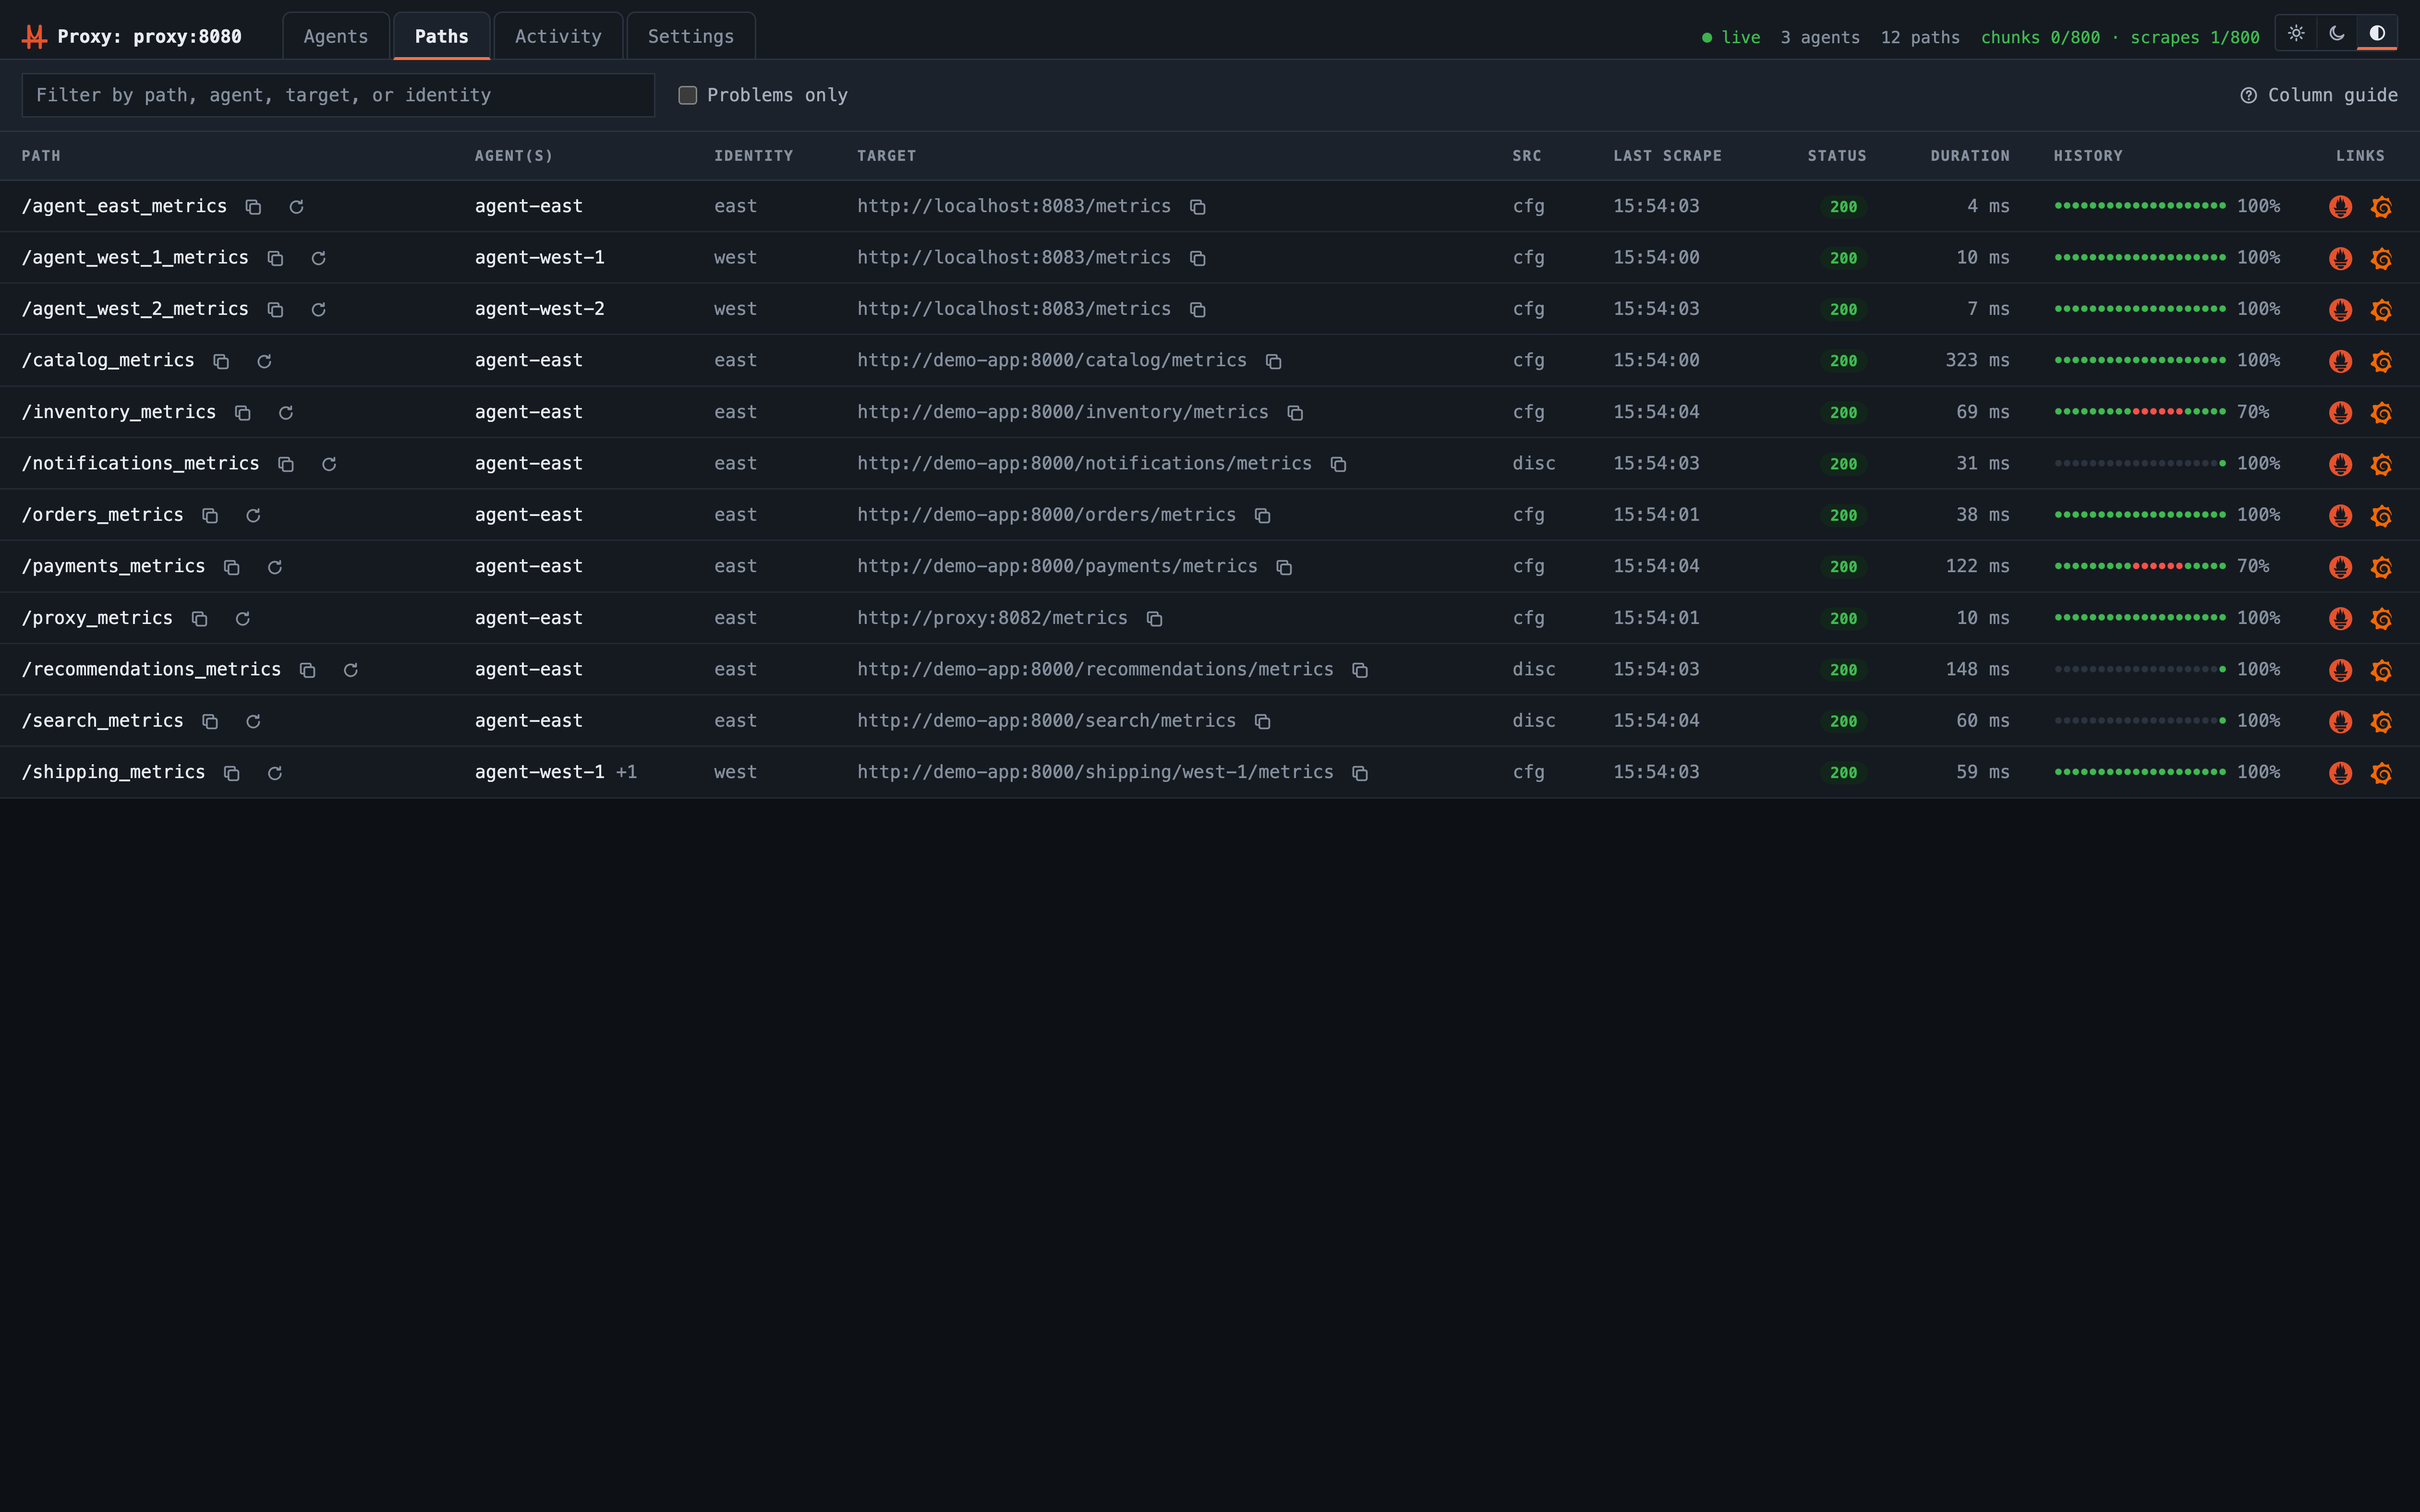 Proxy: proxy:8080 Agents Paths Activity Settings live 3 agents 12 paths chunks 0/800 · scrapes 1/800
Filter by path, agent, target, or identity Problems only Column guide
PATH AGENT(S) IDENTITY TARGET SRC LAST SCRAPE STATUS DURATION HISTORY LINKS
/agent_east_metrics agent-east east http://localhost:8083/metrics cfg 15:54:03 200 4 ms 100%
/agent_west_1_metrics agent-west-1 west http://localhost:8083/metrics cfg 15:54:00 200 10 ms 100%
/agent_west_2_metrics agent-west-2 west http://localhost:8083/metrics cfg 15:54:03 200 7 ms 100%
/catalog_metrics agent-east east http://demo-app:8000/catalog/metrics cfg 15:54:00 200 323 ms 100%
/inventory_metrics agent-east east http://demo-app:8000/inventory/metrics cfg 15:54:04 200 69 ms 70%
/notifications_metrics agent-east east http://demo-app:8000/notifications/metrics disc 15:54:03 200 31 ms 100%
/orders_metrics agent-east east http://demo-app:8000/orders/metrics cfg 15:54:01 200 38 ms 100%
/payments_metrics agent-east east http://demo-app:8000/payments/metrics cfg 15:54:04 200 122 ms 70%
/proxy_metrics agent-east east http://proxy:8082/metrics cfg 15:54:01 200 10 ms 100%
/recommendations_metrics agent-east east http://demo-app:8000/recommendations/metrics disc 15:54:03 200 148 ms 100%
/search_metrics agent-east east http://demo-app:8000/search/metrics disc 15:54:04 200 60 ms 100%
/shipping_metrics agent-west-1 +1 west http://demo-app:8000/shipping/west-1/metrics cfg 15:54:03 200 59 ms 100%